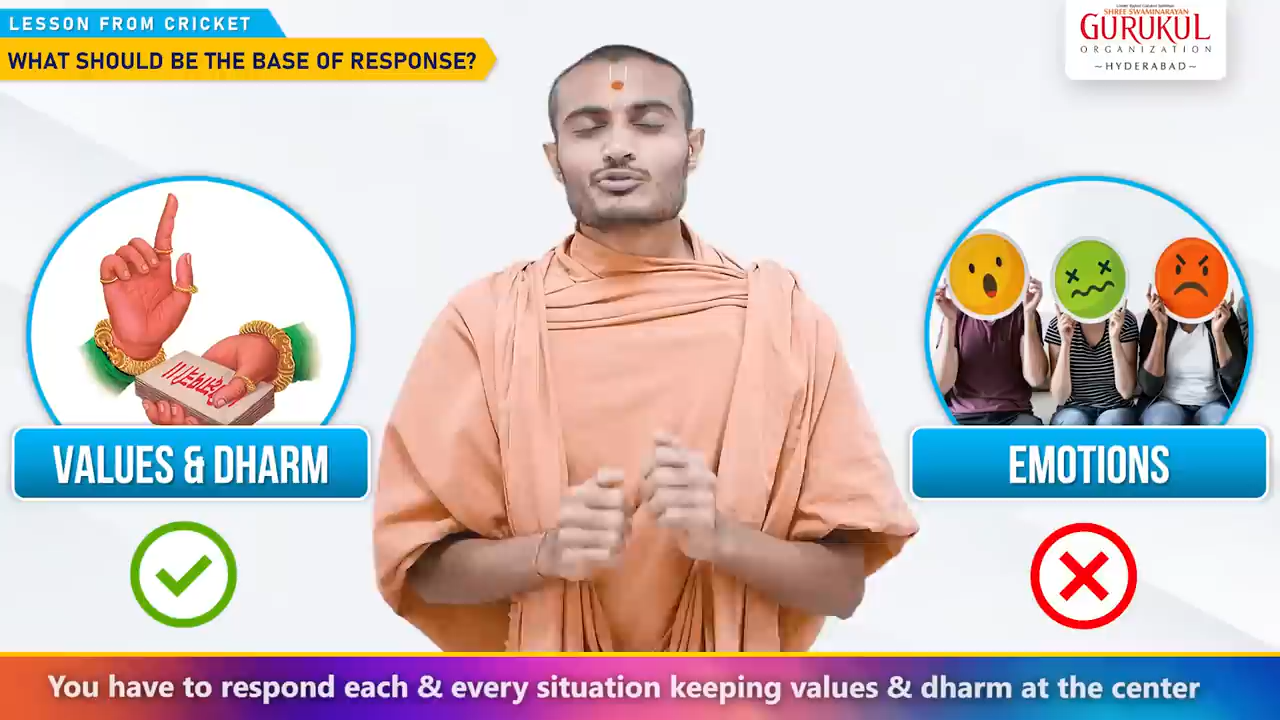 LESSON FROM CRICKET
WHAT SHOULD BE THE BASE OF RESPONSE?
SHREE SWAMINARAYAN
GURUKUL
ORGANIZATION
~HYDERABAD~
VALUES & DHARM
EMOTIONS
You have to respond each & every situation keeping values & dharm at the center